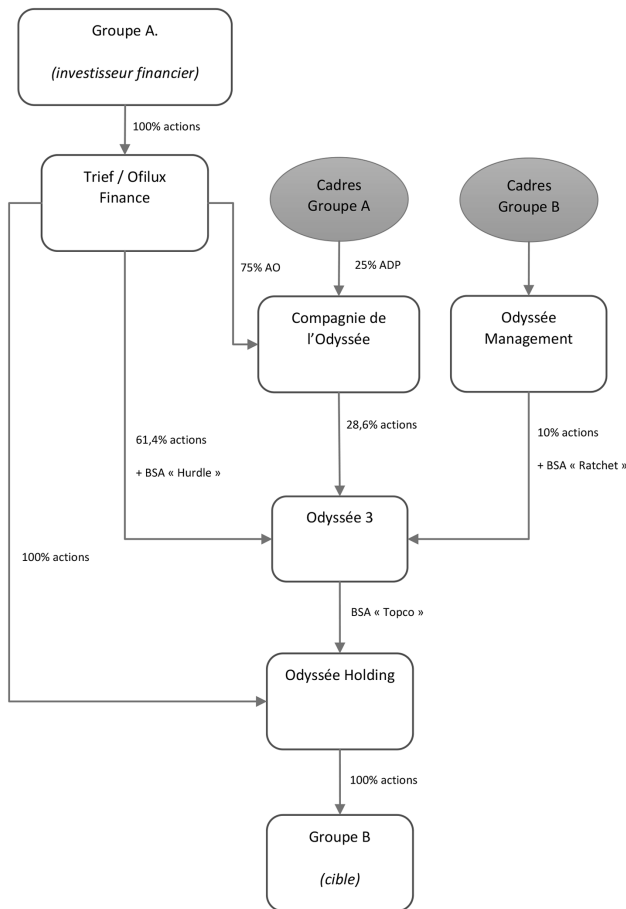 Groupe A.
(investisseur financier)
100% actions
Trief / Ofilux
Finance
Cadres
Groupe A
Cadres
Groupe B
75% AO
25% ADP
Compagnie de
l’Odyssée
Odyssée
Management
61,4% actions
+ BSA « Hurdle »
28,6% actions
10% actions
+ BSA « Ratchet »
Odyssée 3
100% actions
BSA « Topco »
Odyssée Holding
100% actions
Groupe B
(cible)